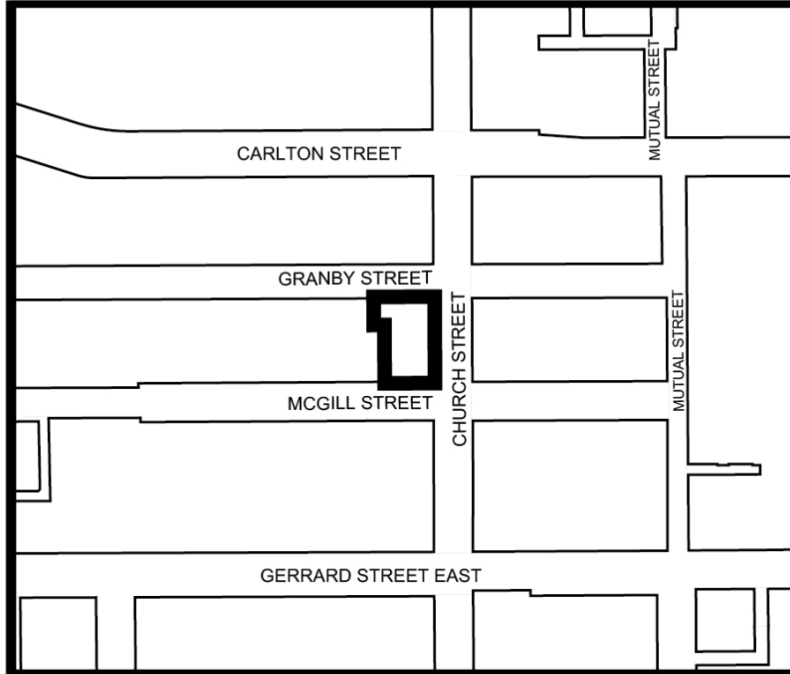 MUTUAL STREET
CARLTON STREET
GRANBY STREET
CHURCH STREET
MUTUAL STREET
MCGILL STREET
GERRARD STREET EAST